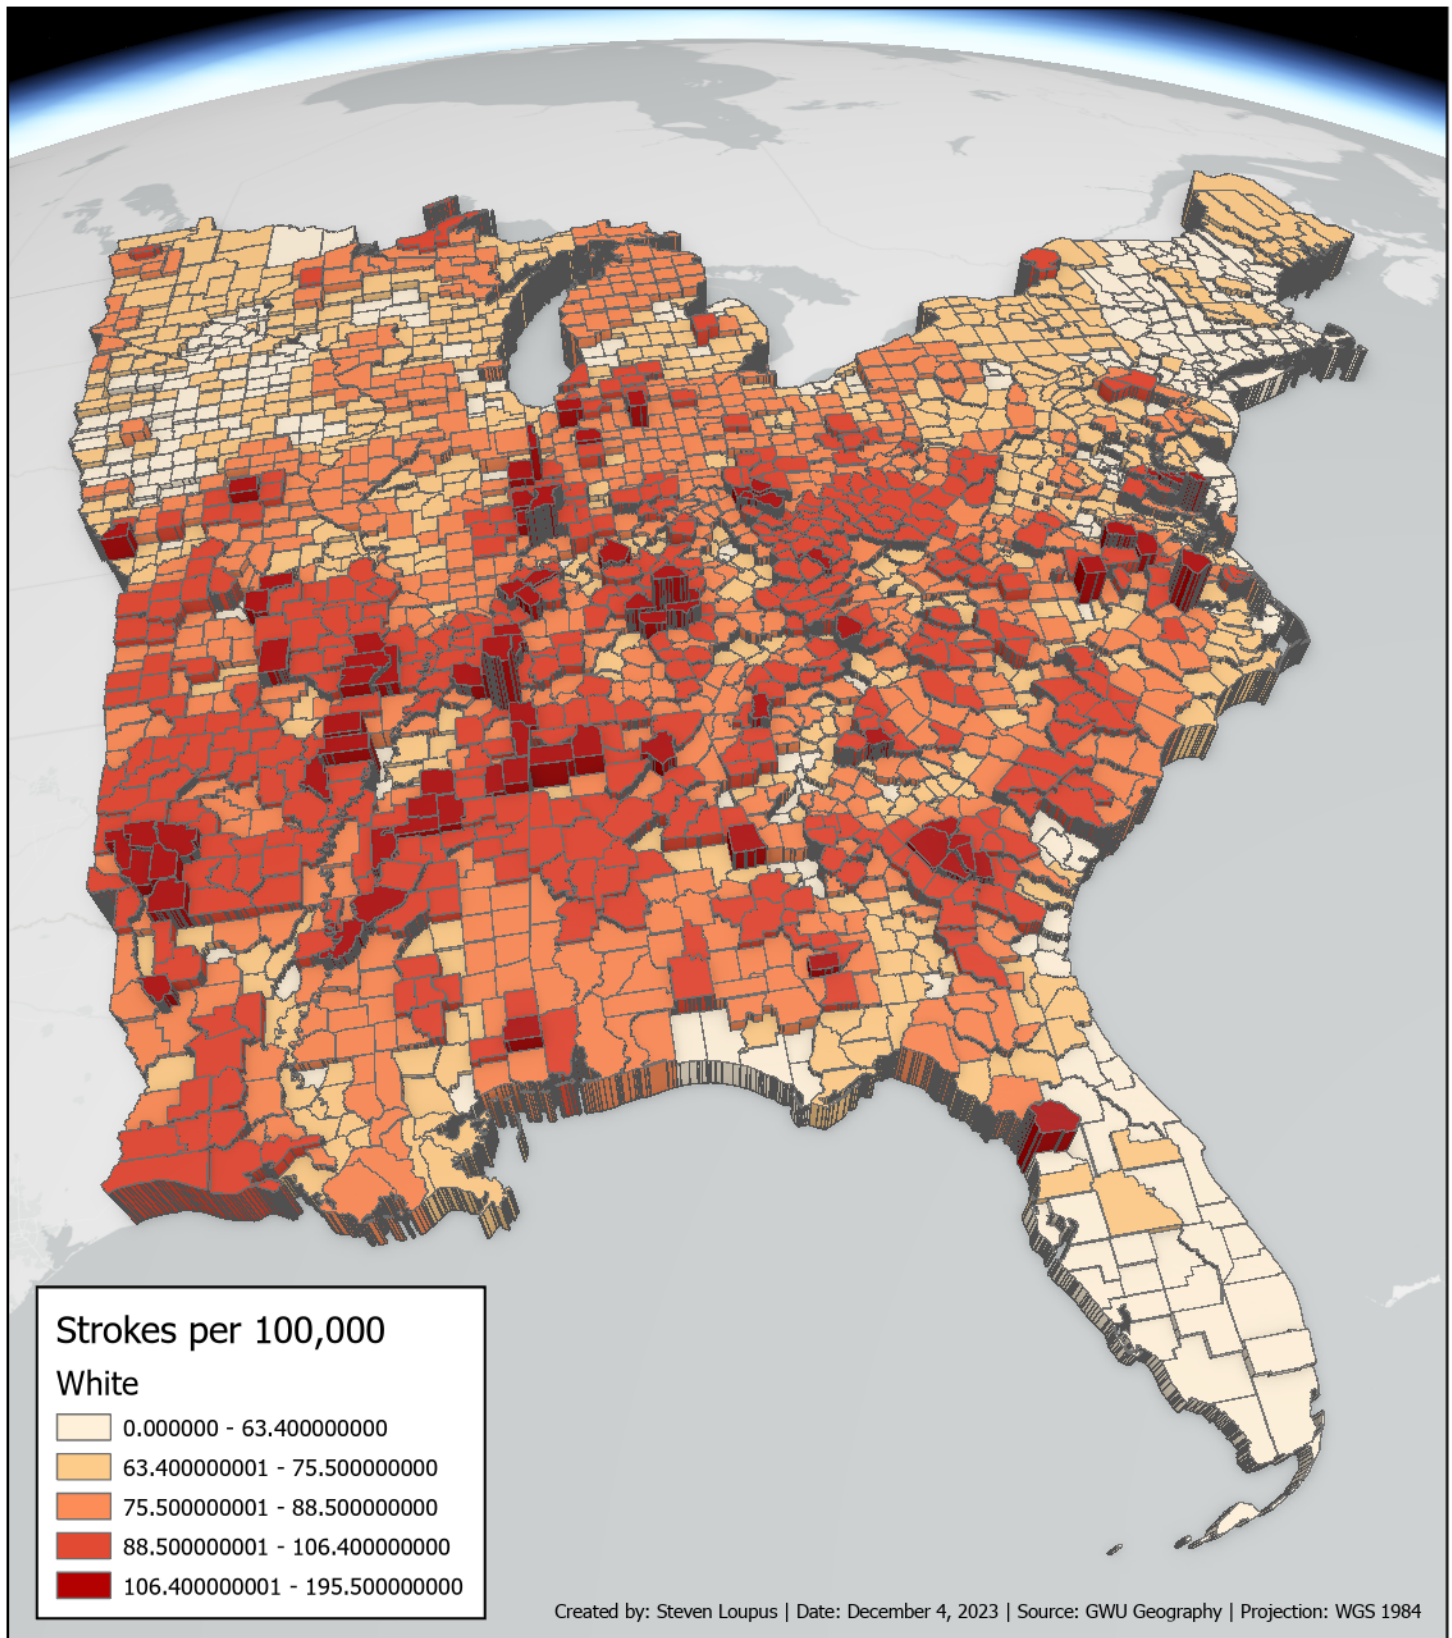 Strokes per 100,000
White
0.000000 - 63.400000000
63.400000001 - 75.500000000
75.500000001 - 88.500000000
88.500000001 - 106.400000000
106.400000001 - 195.500000000
Created by: Steven Loupus | Date: December 4, 2023 | Source: GWU Geography | Projection: WGS 1984